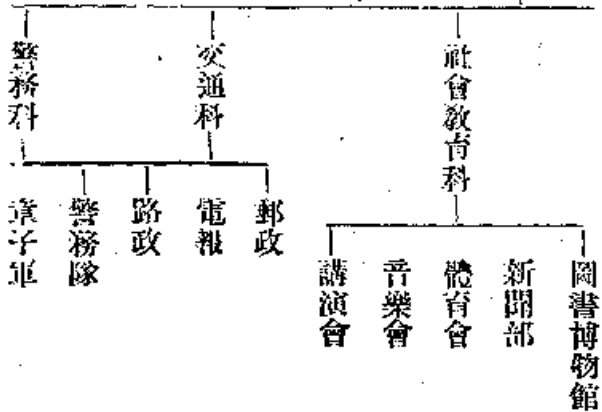 社會教育科
交通科
警務科
圖書博物館
新聞部
體育會
音樂會
講演會
郵政
電報
路政
警務隊
童子軍